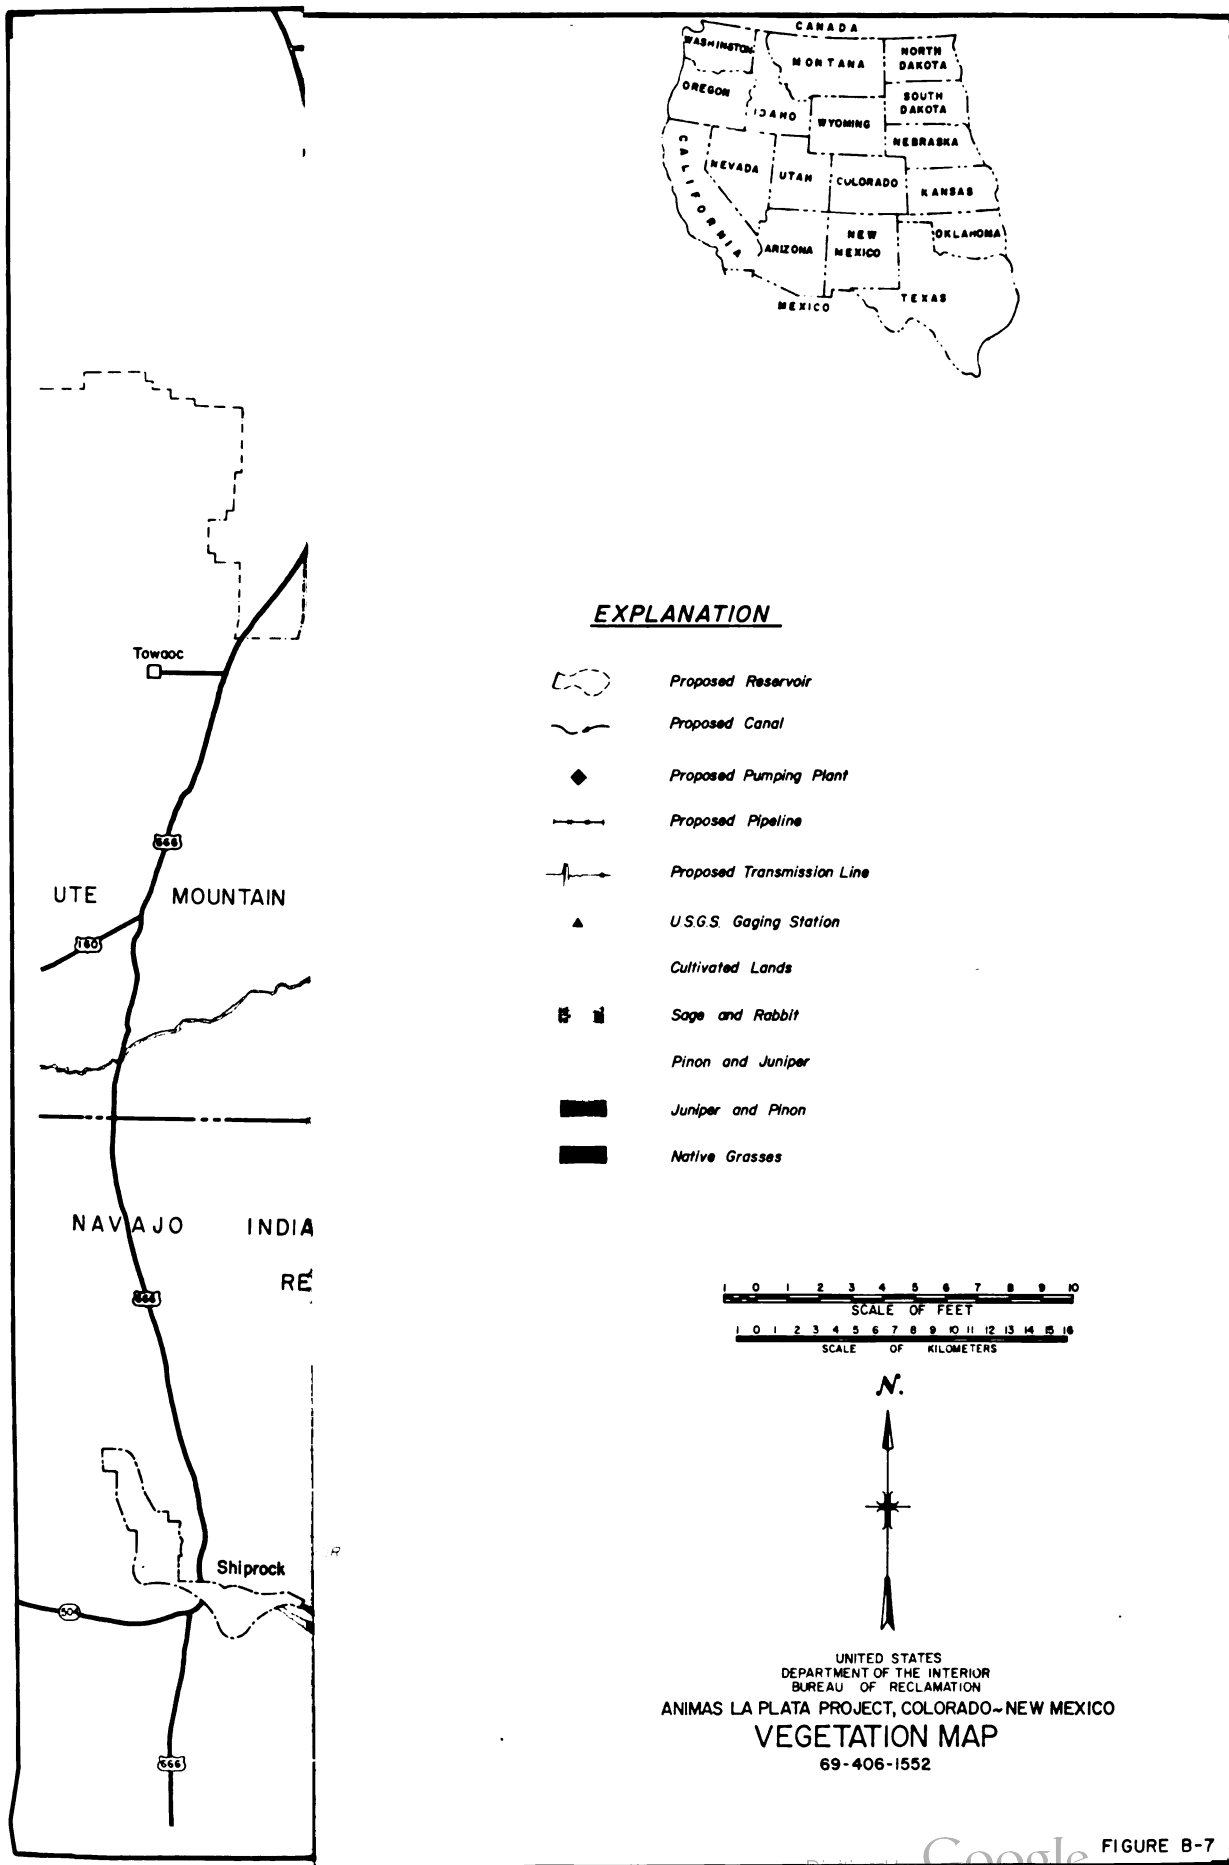 CANADA
WASHINGTON
MONTANA
NORTH
DAKOTA
OREGON
IDAHO
SOUTH
DAKOTA
WYOMING
NEBRASKA
CALIFORNIA
NEVADA
UTAH
COLORADO
KANSAS
ARIZONA
NEW
MEXICO
OKLAHOMA
TEXAS
MEXICO
Towaoc
666
UTE MOUNTAIN
160
NAVAJO INDIA
RE
666
Shiprock
504
666
EXPLANATION
Proposed Reservoir
Proposed Canal
Proposed Pumping Plant
Proposed Pipeline
Proposed Transmission Line
U.S.G.S. Gaging Station
Cultivated Lands
Sage and Rabbit
Pinon and Juniper
Juniper and Pinon
Native Grasses
1 0 1 2 3 4 5 6 7 8 9 10
SCALE OF FEET
1 0 1 2 3 4 5 6 7 8 9 10 11 12 13 14 15 16
SCALE OF KILOMETERS
N.
R
UNITED STATES
DEPARTMENT OF THE INTERIOR
BUREAU OF RECLAMATION
ANIMAS LA PLATA PROJECT, COLORADO~NEW MEXICO
VEGETATION MAP
69-406-1552
Google
FIGURE B-7